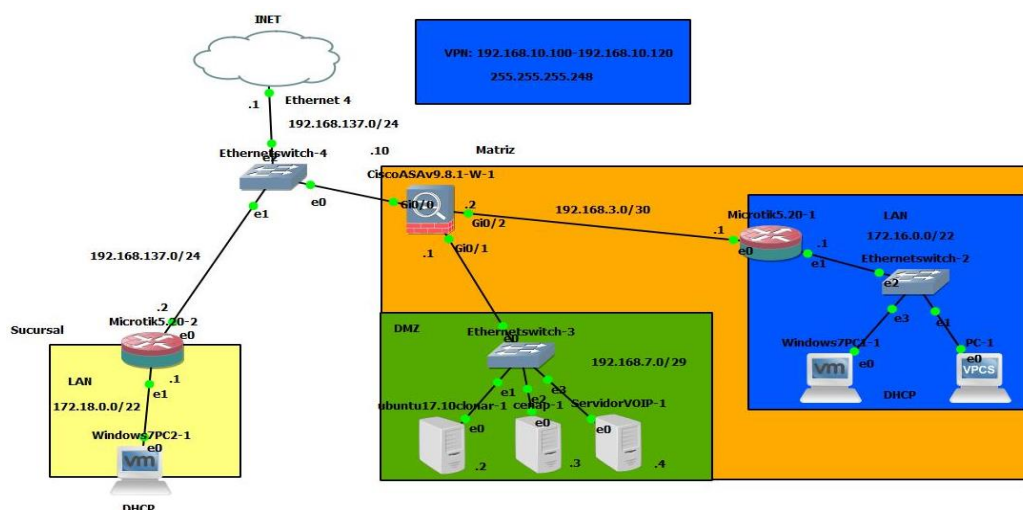 INET
VPN: 192.168.10.100-192.168.10.120
255.255.255.248
.1
Ethernet 4
192.168.137.0/24
Ethernetswitch-4
e2
e0
e1
.10
Matriz
CiscoASAv9.8.1-W-1
Gi0/0
.2
Gi0/2
Gi0/1
.1
192.168.3.0/30
Microtik5.20-1
.1
e0
.1
e1
LAN
172.16.0.0/22
Ethernetswitch-2
e2
e3
e1
Windows7PC1-1
e0
vm
PC-1
e0
VPCS
DHCP
192.168.137.0/24
.2
Sucursal
Microtik5.20-2
e0
.1
e1
LAN
172.18.0.0/22
Windows7PC2-1
e0
vm
DHCP
DMZ
Ethernetswitch-3
e0
192.168.7.0/29
e1
e2
e3
ubuntu17.10clonar-1
e0
.2
e0
.3
ServidorVOIP-1
e0
.4